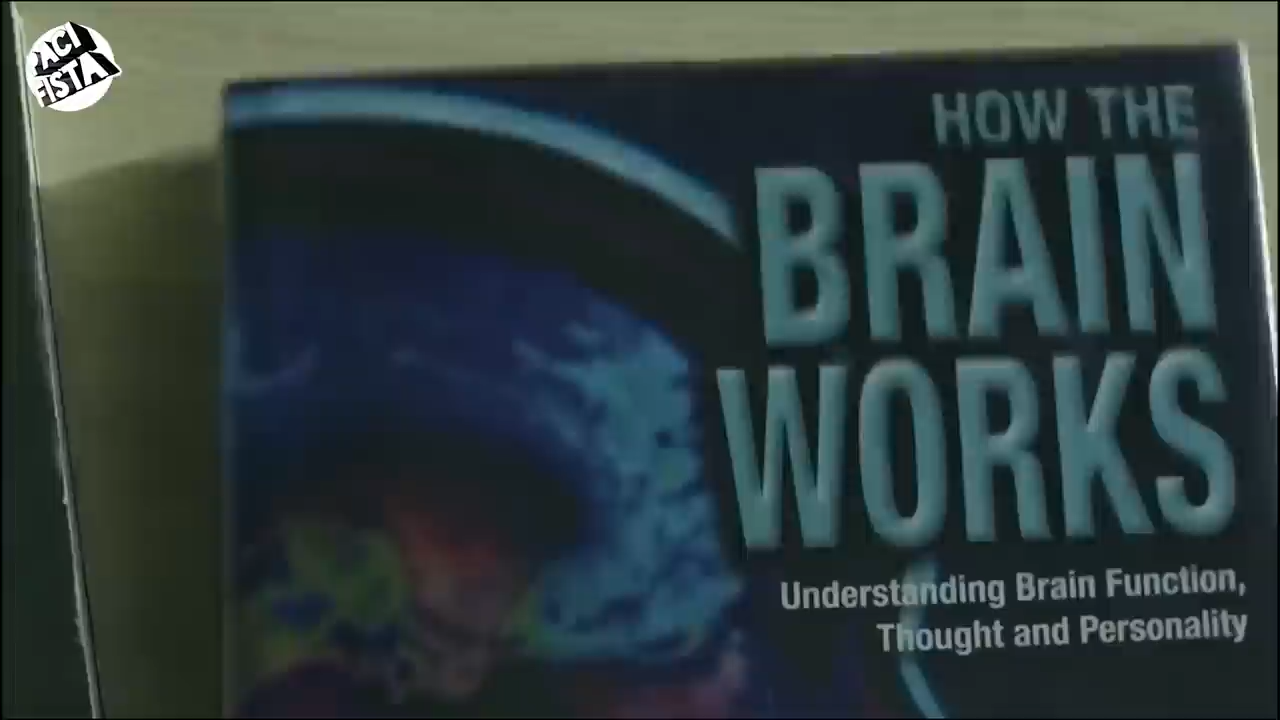 PACI
FISTA
HOW THE
BRAIN
WORKS
Understanding Brain Function,
Thought and Personality